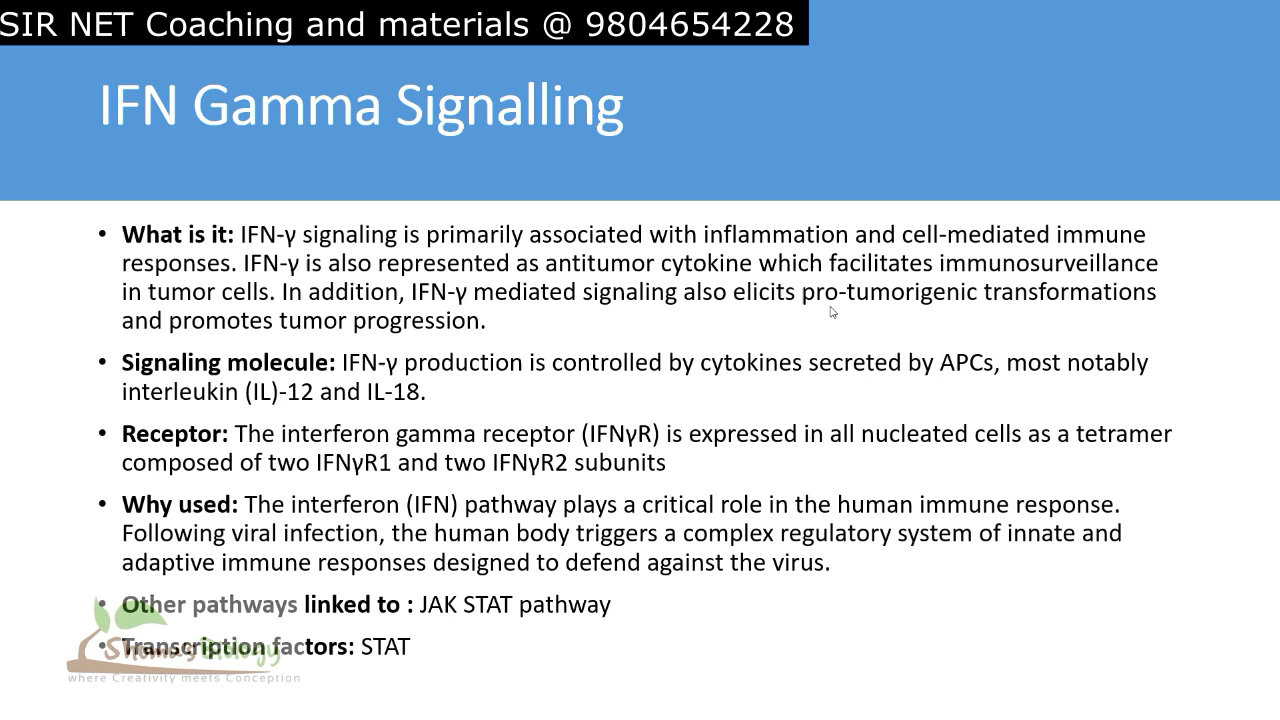 SIR NET Coaching and materials @ 9804654228
IFN Gamma Signalling
• What is it: IFN-γ signaling is primarily associated with inflammation and cell-mediated immune
responses. IFN-γ is also represented as antitumor cytokine which facilitates immunosurveillance
in tumor cells. In addition, IFN-γ mediated signaling also elicits pro-tumorigenic transformations
and promotes tumor progression.
• Signaling molecule: IFN-γ production is controlled by cytokines secreted by APCs, most notably
interleukin (IL)-12 and IL-18.
• Receptor: The interferon gamma receptor (IFNγR) is expressed in all nucleated cells as a tetramer
composed of two IFNγR1 and two IFNγR2 subunits
• Why used: The interferon (IFN) pathway plays a critical role in the human immune response.
Following viral infection, the human body triggers a complex regulatory system of innate and
adaptive immune responses designed to defend against the virus.
• Other pathways linked to : JAK STAT pathway
• Transcription factors: STAT
Shomu's Biology
where Creativity meets Conception